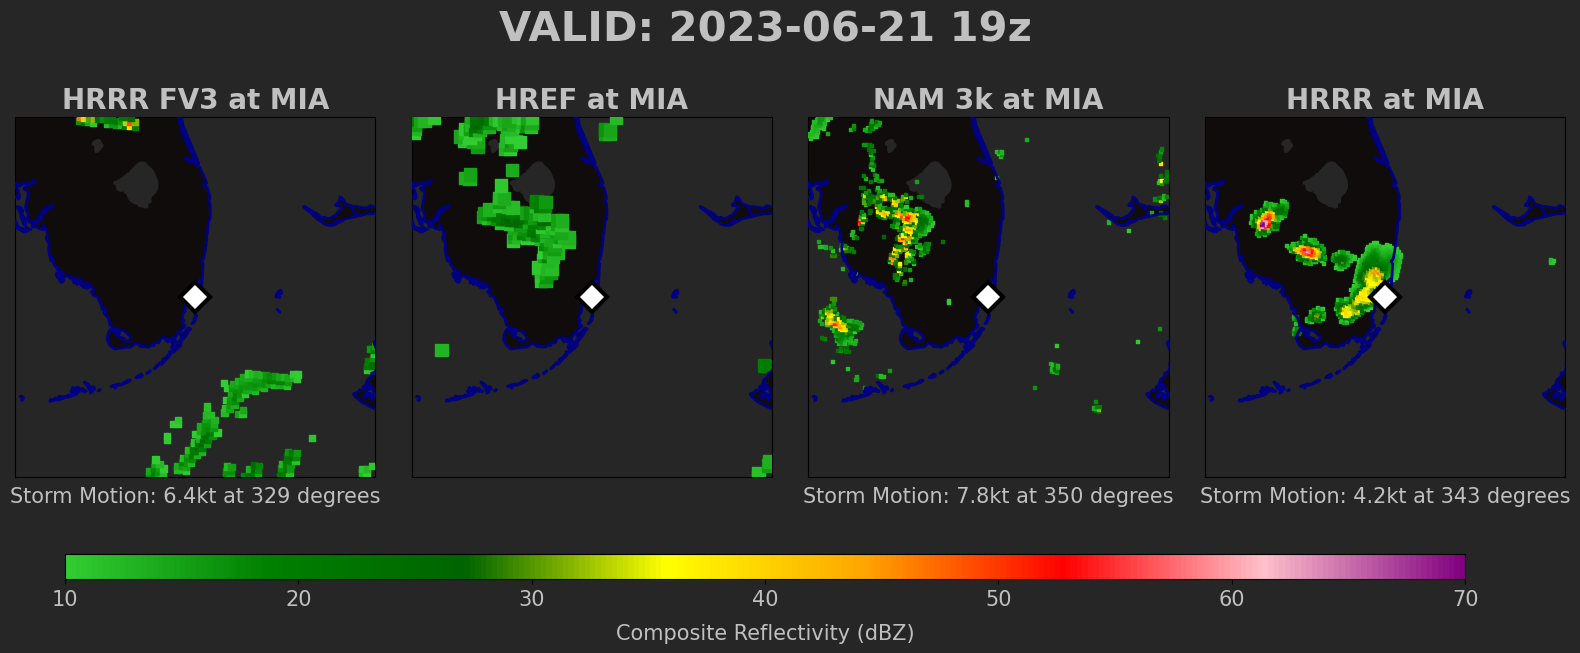 VALID: 2023-06-21 19z
HRRR FV3 at MIA
HREF at MIA
NAM 3k at MIA
HRRR at MIA
Storm Motion: 6.4kt at 329 degrees
Storm Motion: 7.8kt at 350 degrees
Storm Motion: 4.2kt at 343 degrees
10 20 30 40 50 60 70
Composite Reflectivity (dBZ)